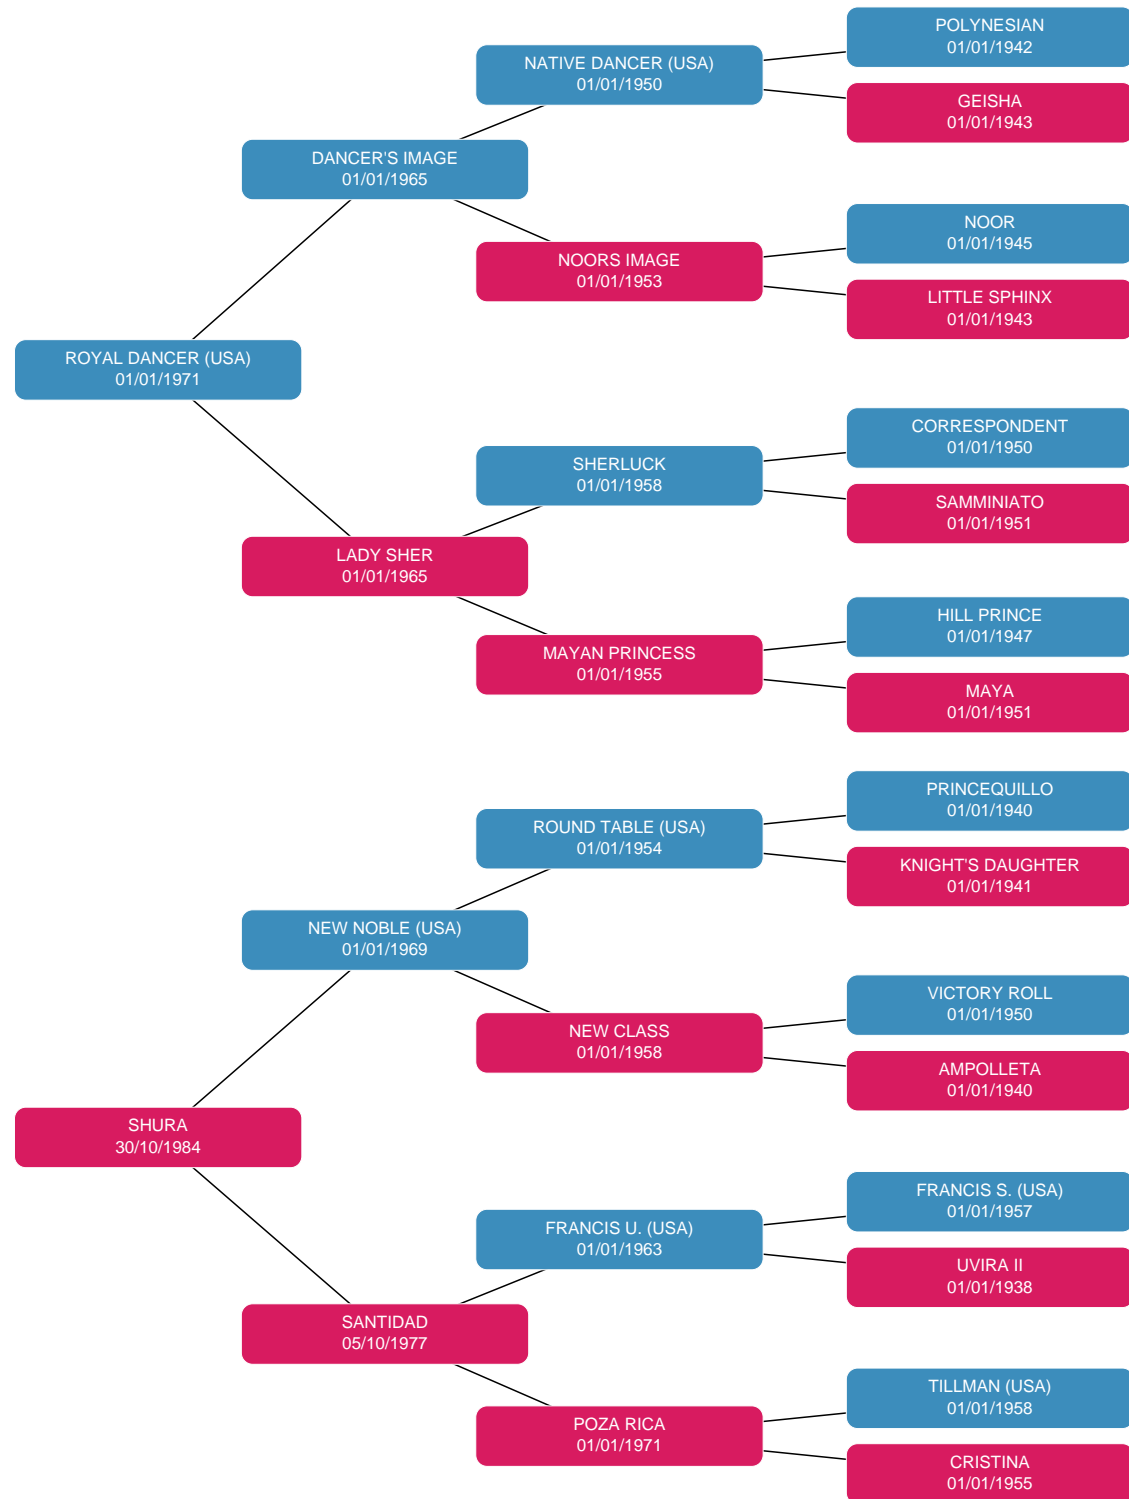 POLYNESIAN
01/01/1942
NATIVE DANCER (USA)
01/01/1950
GEISHA
01/01/1943
DANCER'S IMAGE
01/01/1965
NOOR
01/01/1945
NOORS IMAGE
01/01/1953
LITTLE SPHINX
01/01/1943
ROYAL DANCER (USA)
01/01/1971
CORRESPONDENT
01/01/1950
SHERLUCK
01/01/1958
SAMMINIATO
01/01/1951
LADY SHER
01/01/1965
HILL PRINCE
01/01/1947
MAYAN PRINCESS
01/01/1955
MAYA
01/01/1951
PRINCEQUILLO
01/01/1940
ROUND TABLE (USA)
01/01/1954
KNIGHT'S DAUGHTER
01/01/1941
NEW NOBLE (USA)
01/01/1969
VICTORY ROLL
01/01/1950
NEW CLASS
01/01/1958
AMPOLLETA
01/01/1940
SHURA
30/10/1984
FRANCIS S. (USA)
01/01/1957
FRANCIS U. (USA)
01/01/1963
UVIRA II
01/01/1938
SANTIDAD
05/10/1977
TILLMAN (USA)
01/01/1958
POZA RICA
01/01/1971
CRISTINA
01/01/1955